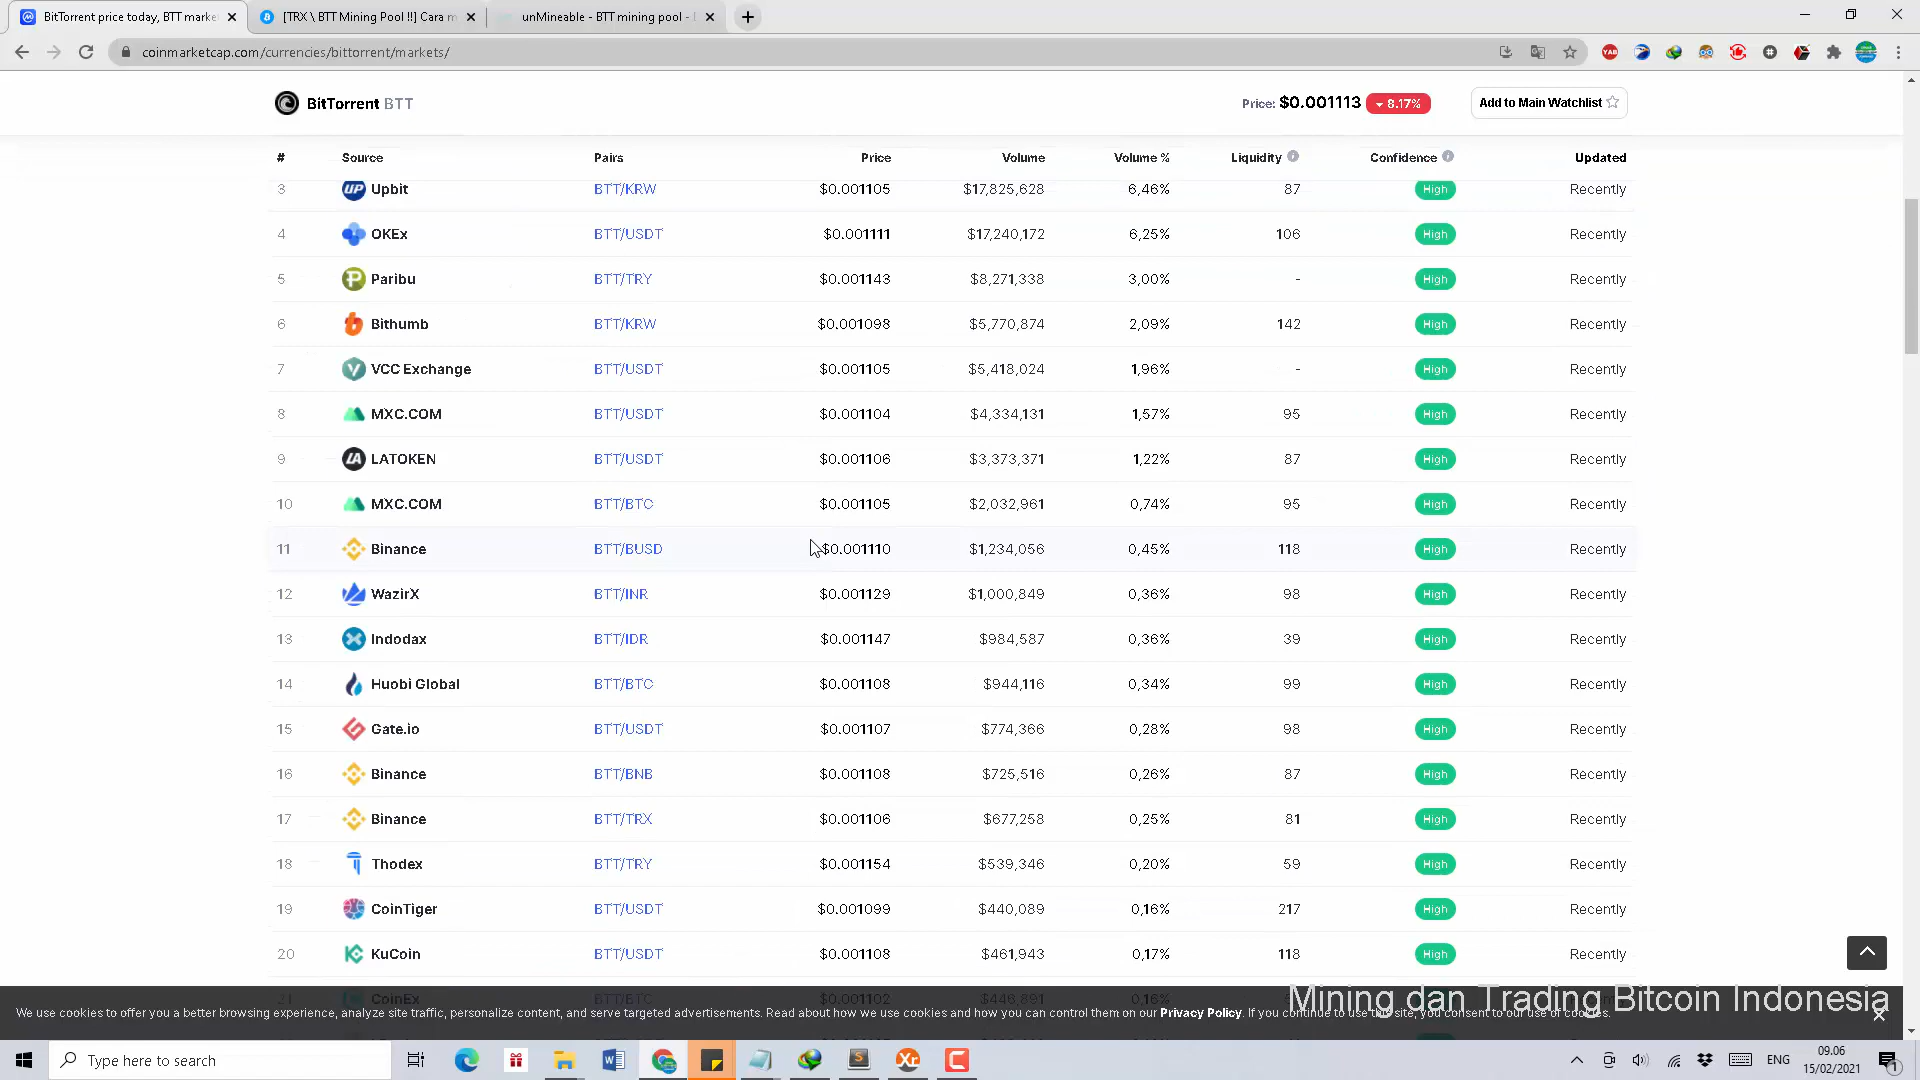 BitTorrent price today, BTT marke
[TRX \ BTT Mining Pool !!] Cara m
unMineable - BTT mining pool -
coinmarketcap.com/currencies/bittorrent/markets/
BitTorrent BTT
Price: $0.001113 8.17%
Add to Main Watchlist
# Source Pairs Price Volume Volume % Liquidity Confidence Updated
3 Upbit BTT/KRW $0.001105 $17,825,628 6,46% 87 High Recently
4 OKEx BTT/USDT $0.001111 $17,240,172 6,25% 106 High Recently
5 Paribu BTT/TRY $0.001143 $8,271,338 3,00% - High Recently
6 Bithumb BTT/KRW $0.001098 $5,770,874 2,09% 142 High Recently
7 VCC Exchange BTT/USDT $0.001105 $5,418,024 1,96% - High Recently
8 MXC.COM BTT/USDT $0.001104 $4,334,131 1,57% 95 High Recently
9 LATOKEN BTT/USDT $0.001106 $3,373,371 1,22% 87 High Recently
10 MXC.COM BTT/BTC $0.001105 $2,032,961 0,74% 95 High Recently
11 Binance BTT/BUSD $0.001110 $1,234,056 0,45% 118 High Recently
12 WazirX BTT/INR $0.001129 $1,000,849 0,36% 98 High Recently
13 Indodax BTT/IDR $0.001147 $984,587 0,36% 39 High Recently
14 Huobi Global BTT/BTC $0.001108 $944,116 0,34% 99 High Recently
15 Gate.io BTT/USDT $0.001107 $774,366 0,28% 98 High Recently
16 Binance BTT/BNB $0.001108 $725,516 0,26% 87 High Recently
17 Binance BTT/TRX $0.001106 $677,258 0,25% 81 High Recently
18 Thodex BTT/TRY $0.001154 $539,346 0,20% 59 High Recently
19 CoinTiger BTT/USDT $0.001099 $440,089 0,16% 217 High Recently
20 KuCoin BTT/USDT $0.001108 $461,943 0,17% 118 High Recently
21 CoinEx BTT/BTC $0.001102 $446,891 0,16%
Mining dan Trading Bitcoin Indonesia
We use cookies to offer you a better browsing experience, analyze site traffic, personalize content, and serve targeted advertisements. Read about how we use cookies and how you can control them on our Privacy Policy. If you continue to use this site, you consent to our use of cookies.
Type here to search
ENG
09.06
15/02/2021